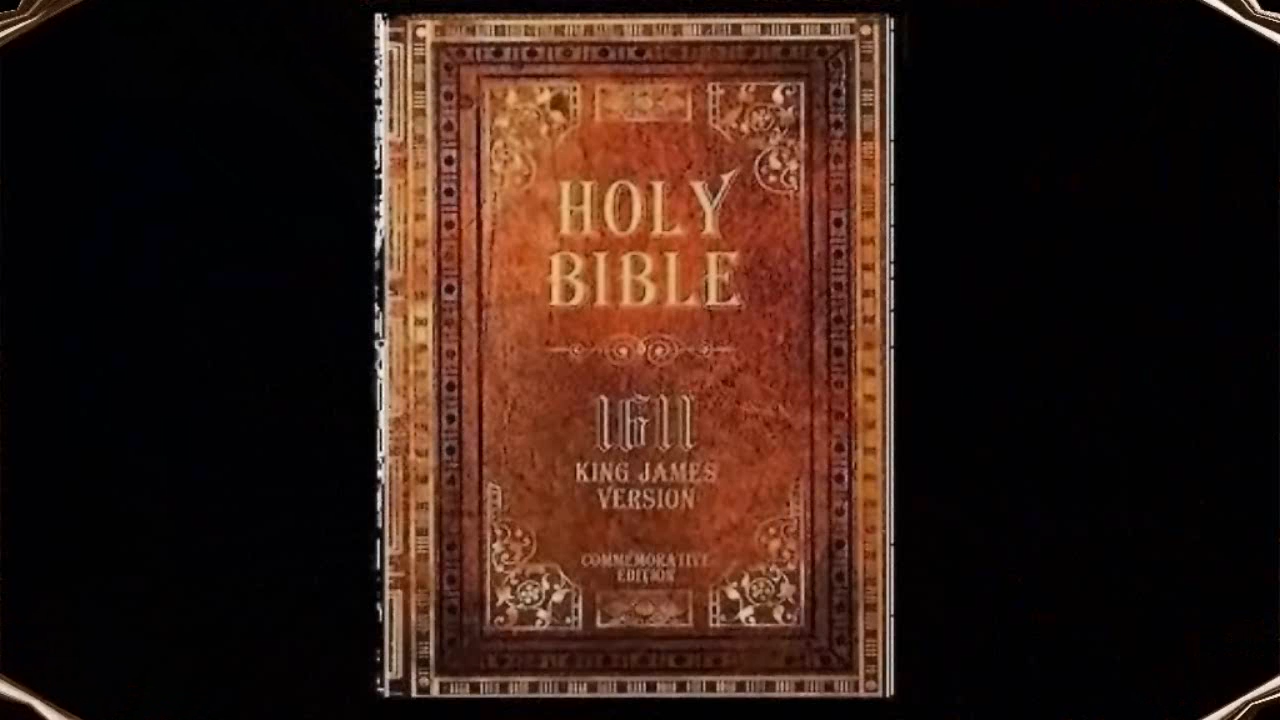 HOLY
BIBLE
1611
KING JAMES
VERSION
COMMEMORATIVE
EDITION